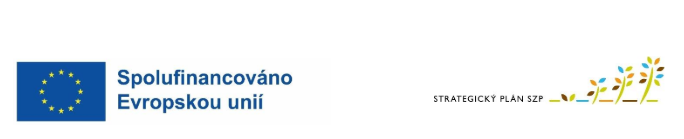 Spolufinancováno
Evropskou unií
STRATEGICKÝ PLÁN SZP